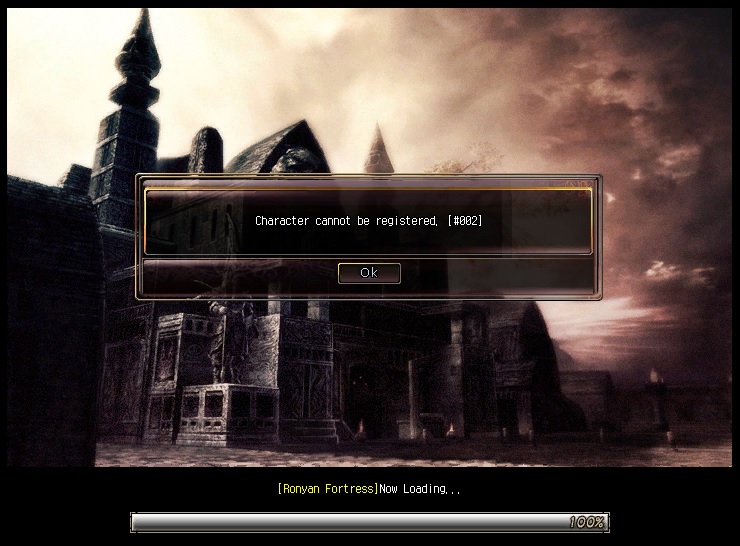 Character cannot be registered. [#002]
Ok
[Ronyan Fortress]Now Loading...
100%